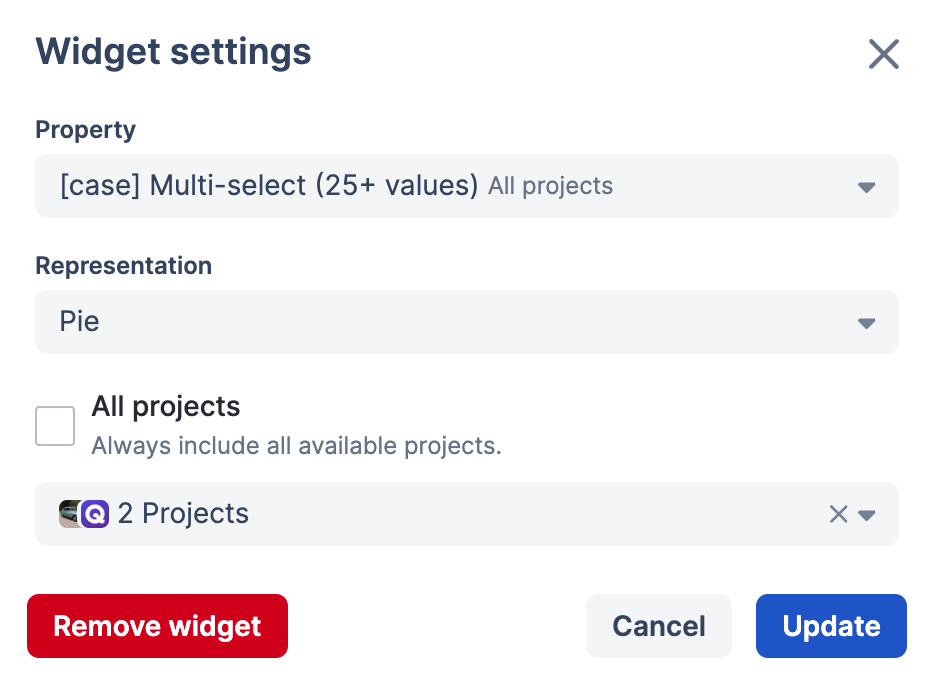 Widget settings
Property
[case] Multi-select (25+ values) All projects
Representation
Pie
All projects
Always include all available projects.
2 Projects
Remove widget
Cancel
Update